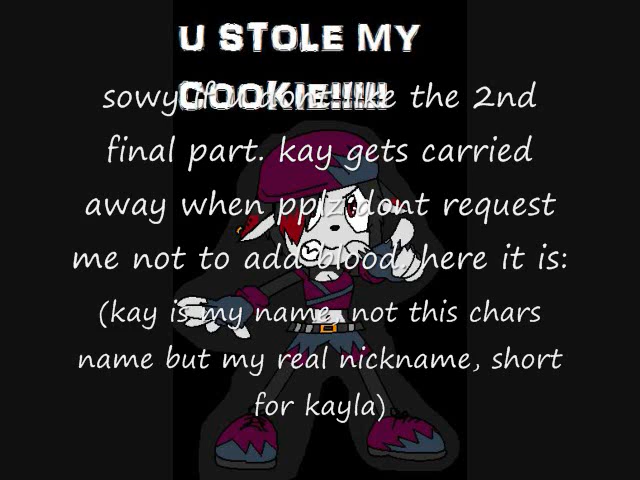 U STOLE MY
COOKIE!!!!!!
sowy if u dont like the 2nd
final part. kay gets carried
away when pplz dont request
me not to add blood. here it is:
(kay is my name, not this chars
name but my real nickname, short
for kayla)